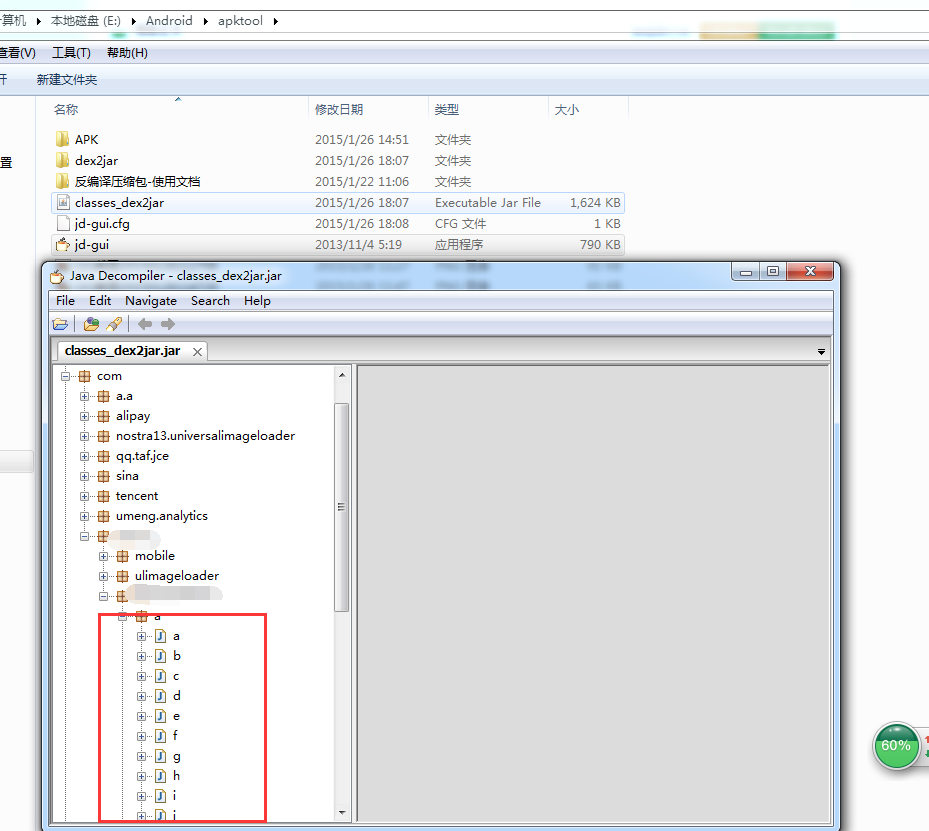 计算机 ▸ 本地磁盘 (E:) ▸ Android ▸ apktool ▸
查看(V) 工具(T) 帮助(H)
开 新建文件夹
名称 修改日期 类型 大小
APK 2015/1/26 14:51 文件夹
dex2jar 2015/1/26 18:07 文件夹
置
反编译压缩包-使用文档 2015/1/22 11:06 文件夹
classes_dex2jar 2015/1/26 18:07 Executable Jar File 1,624 KB
jd-gui.cfg 2015/1/26 18:08 CFG 文件 1 KB
jd-gui 2013/11/4 5:19 应用程序 790 KB
Java Decompiler - classes_dex2jar.jar
File Edit Navigate Search Help
classes_dex2jar.jar
com
a.a
alipay
nostra13.universalimageloader
qq.taf.jce
sina
tencent
umeng.analytics
mobile
ulimageloader
a
a
b
c
d
e
f
g
h
i
j
60%